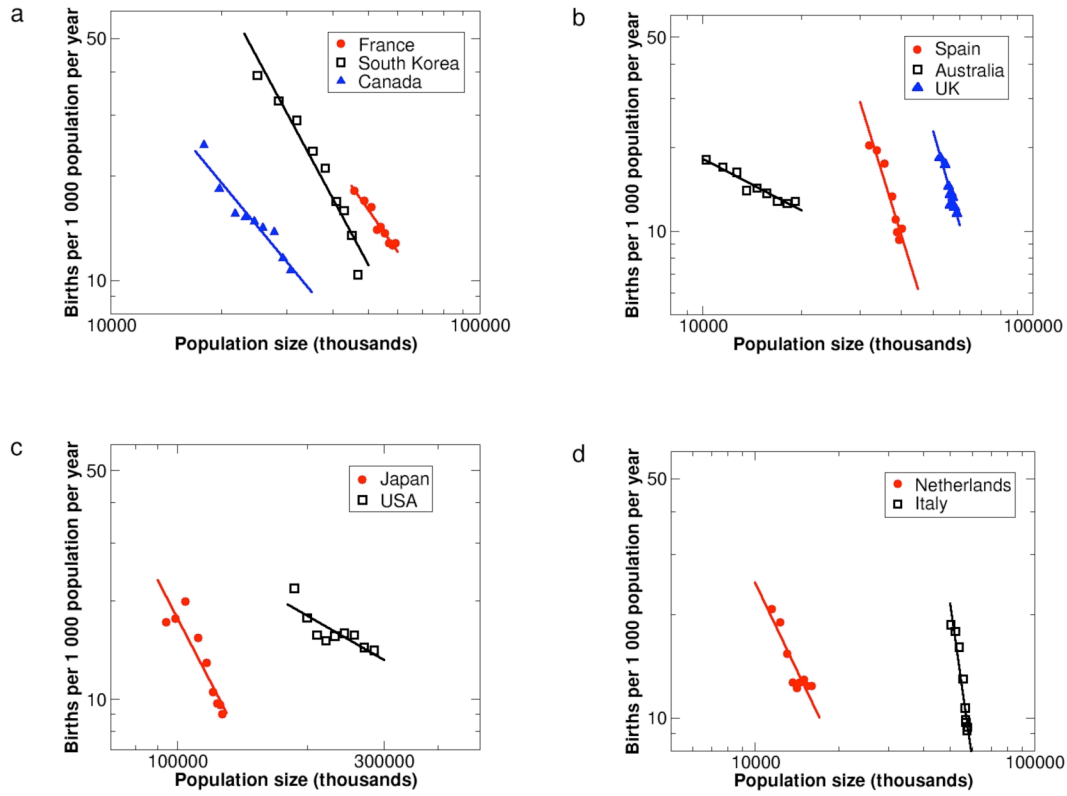 a
Births per 1 000 population per year
50
10
France
South Korea
Canada
10000
100000
Population size (thousands)
b
Births per 1 000 population per year
50
10
Spain
Australia
UK
10000
100000
Population size (thousands)
c
Births per 1 000 population per year
50
10
Japan
USA
100000
300000
Population size (thousands)
d
Births per 1 000 population per year
50
10
Netherlands
Italy
10000
100000
Population size (thousands)